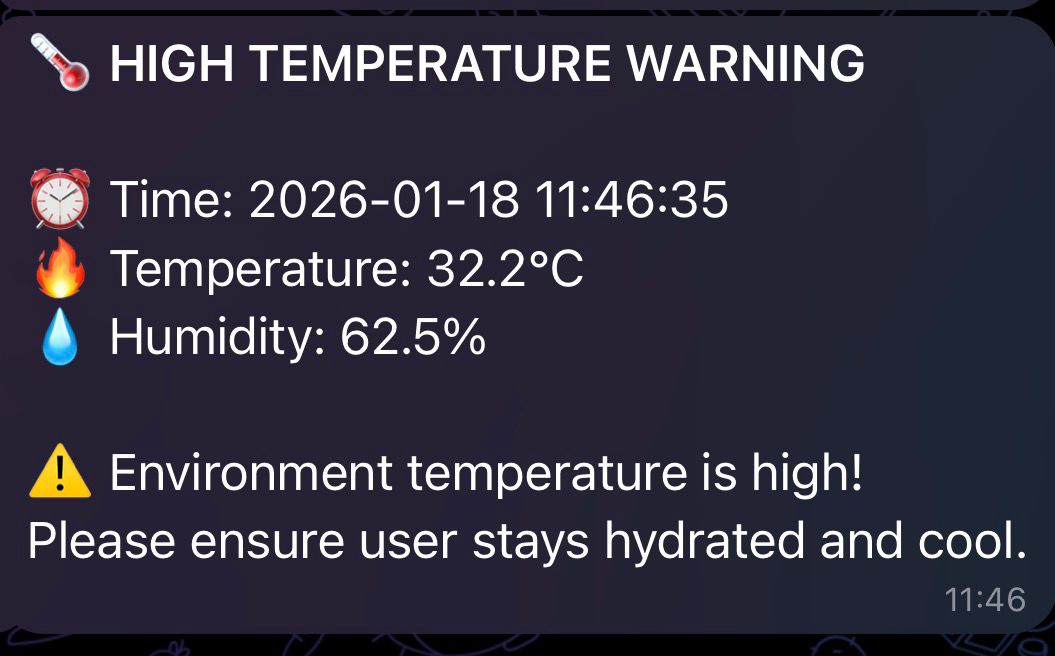 🌡️ HIGH TEMPERATURE WARNING
⏰ Time: 2026-01-18 11:46:35
🔥 Temperature: 32.2°C
💧 Humidity: 62.5%
⚠️ Environment temperature is high!
Please ensure user stays hydrated and cool.
11:46